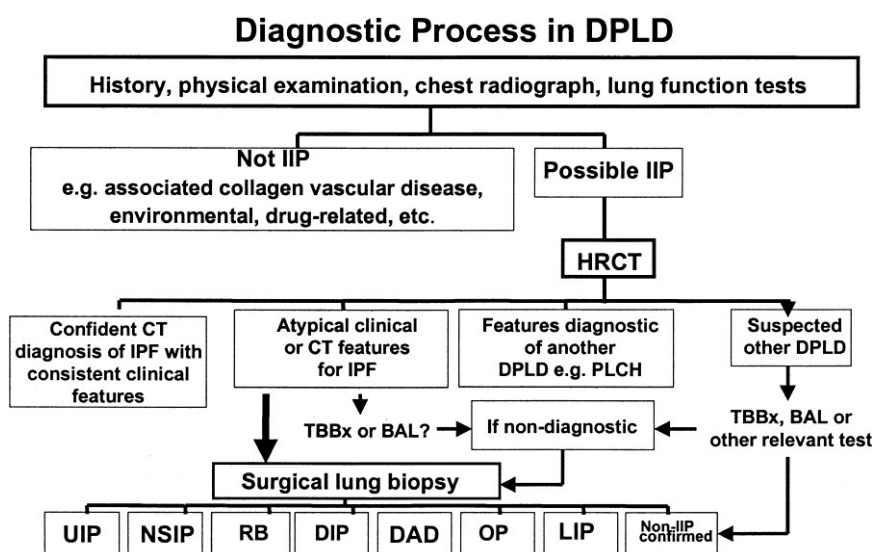 Diagnostic Process in DPLD
History, physical examination, chest radiograph, lung function tests
Not IIP
e.g. associated collagen vascular disease,
environmental, drug-related, etc.
Possible IIP
HRCT
Confident CT
diagnosis of IPF with
consistent clinical
features
Atypical clinical
or CT features
for IPF
Features diagnostic
of another
DPLD e.g. PLCH
Suspected
other DPLD
TBBx or BAL?
If non-diagnostic
TBBx, BAL or
other relevant test
Surgical lung biopsy
UIP
NSIP
RB
DIP
DAD
OP
LIP
Non-IIP
confirmed